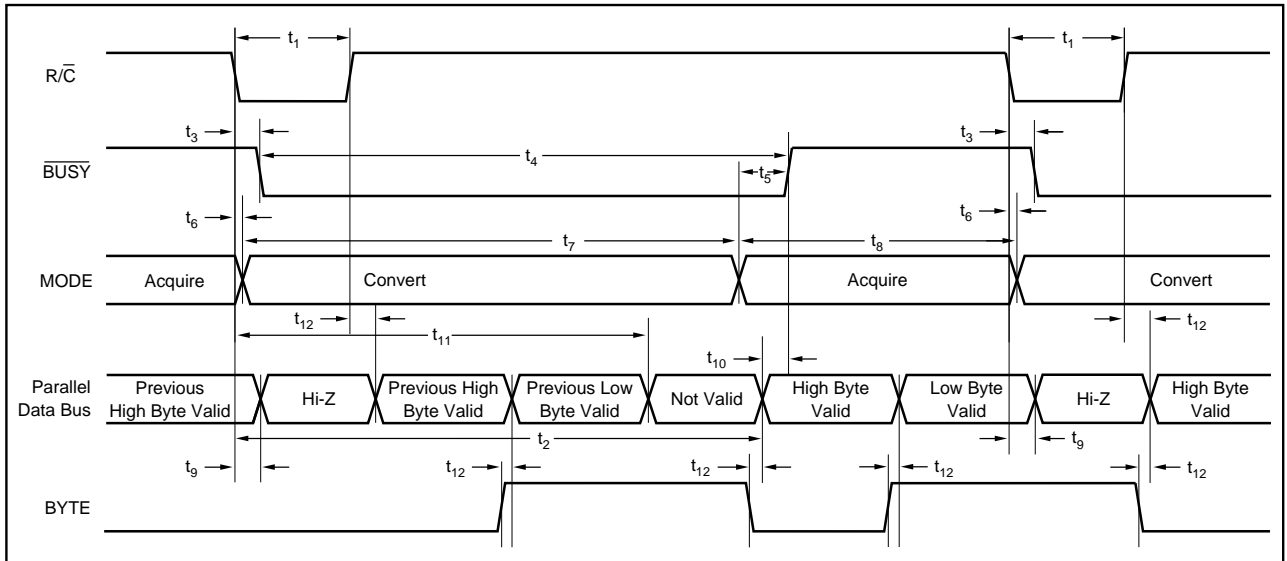 t1 t1
R/C̅
t3 t3
B̅U̅S̅Y̅ t4
t5
t6 t6
t7 t8
MODE Acquire Convert Acquire Convert
t12 t12
t11
t10
Parallel
Data Bus
Previous
High Byte Valid
Hi-Z
Previous High
Byte Valid
Previous Low
Byte Valid
Not Valid
High Byte
Valid
Low Byte
Valid
Hi-Z
High Byte
Valid
t2
t9 t12 t12 t12 t9 t12
BYTE